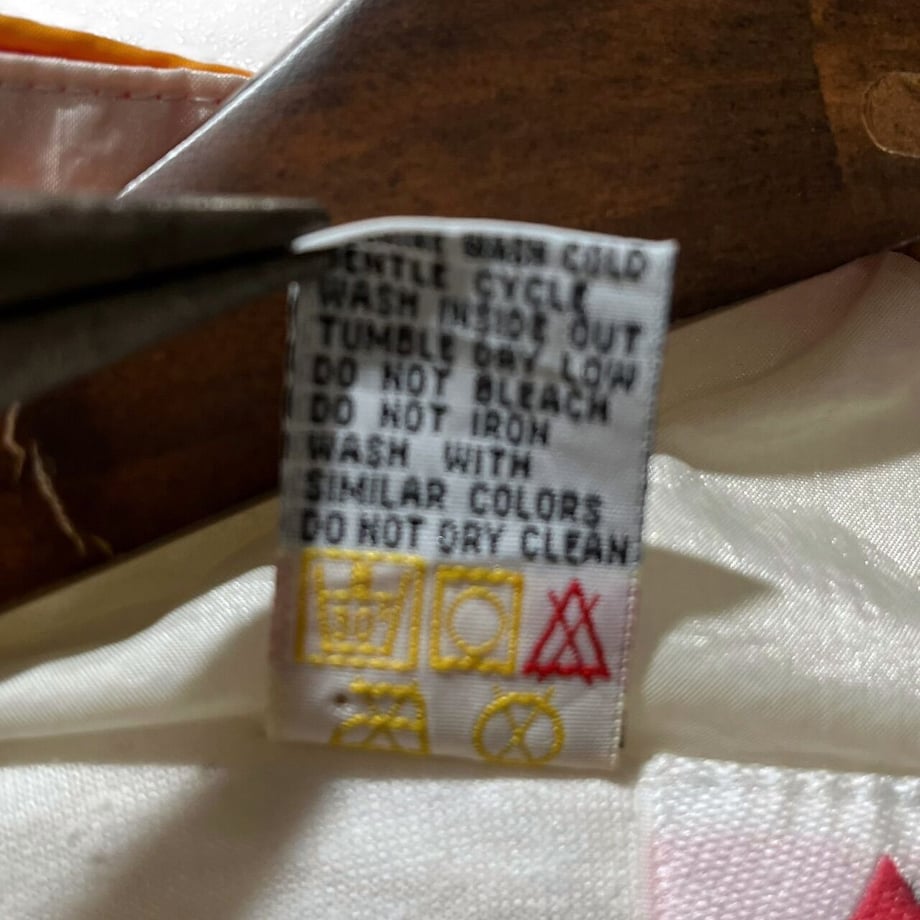 MACHINE WASH COLD
GENTLE CYCLE
WASH INSIDE OUT
TUMBLE DRY LOW
DO NOT BLEACH
DO NOT IRON
WASH WITH
SIMILAR COLORS
DO NOT DRY CLEAN